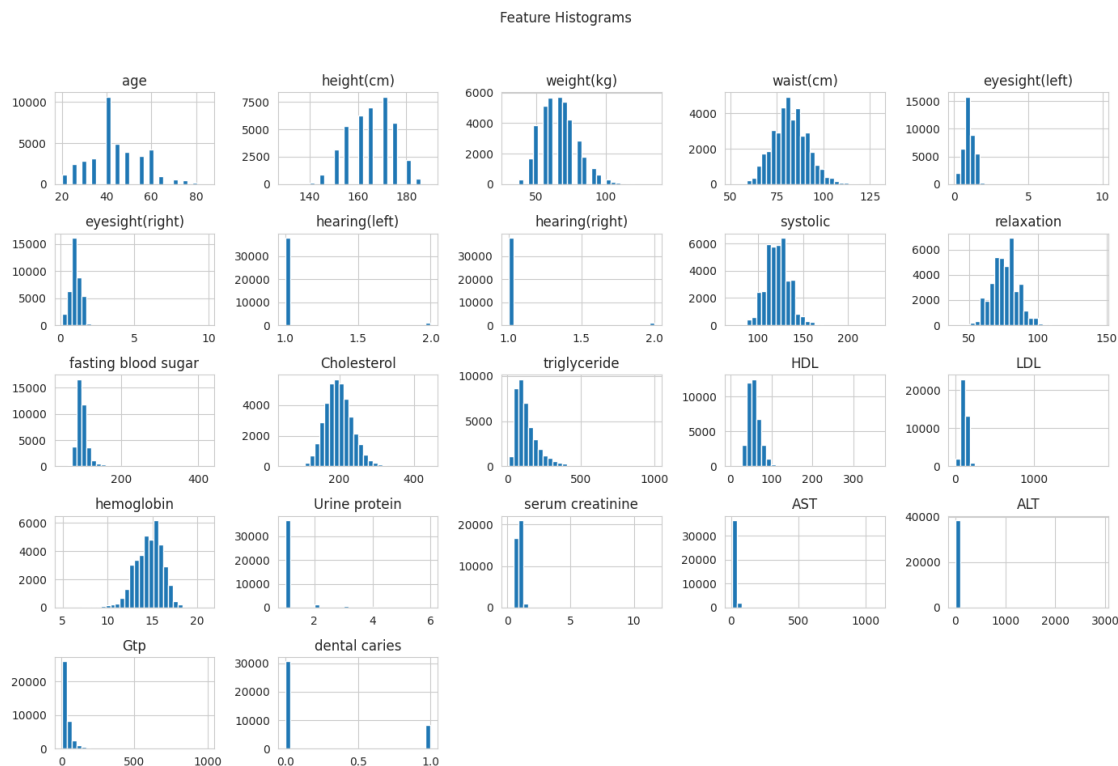 Feature Histograms
age height(cm) weight(kg) waist(cm) eyesight(left)
10000 7500 6000 4000 15000
5000 5000 4000 2000 10000
0 2500 2000 0 5000
0 0 0
20 40 60 80 140 160 180 50 100 50 75 100 125 0 5 10
eyesight(right) hearing(left) hearing(right) systolic relaxation
15000 30000 30000 6000 6000
10000 20000 20000 4000 4000
5000 10000 10000 2000 2000
0 0 0 0 0
0 5 10 1.0 1.5 2.0 1.0 1.5 2.0 100 150 200 50 100 150
fasting blood sugar Cholesterol triglyceride HDL LDL
15000 4000 10000 10000 20000
10000 2000 5000 5000 10000
5000 0 0 0 0
0
200 400 200 400 0 500 1000 0 100 200 300 0 1000
hemoglobin Urine protein serum creatinine AST ALT
6000 30000 20000 30000 40000
4000 20000 10000 20000 20000
2000 10000 0 10000 0
0 0 0
5 10 15 20 2 4 6 0 5 10 0 500 1000 0 1000 2000 3000
Gtp dental caries
20000 30000
10000 20000
0 10000
0
0 500 1000 0.0 0.5 1.0